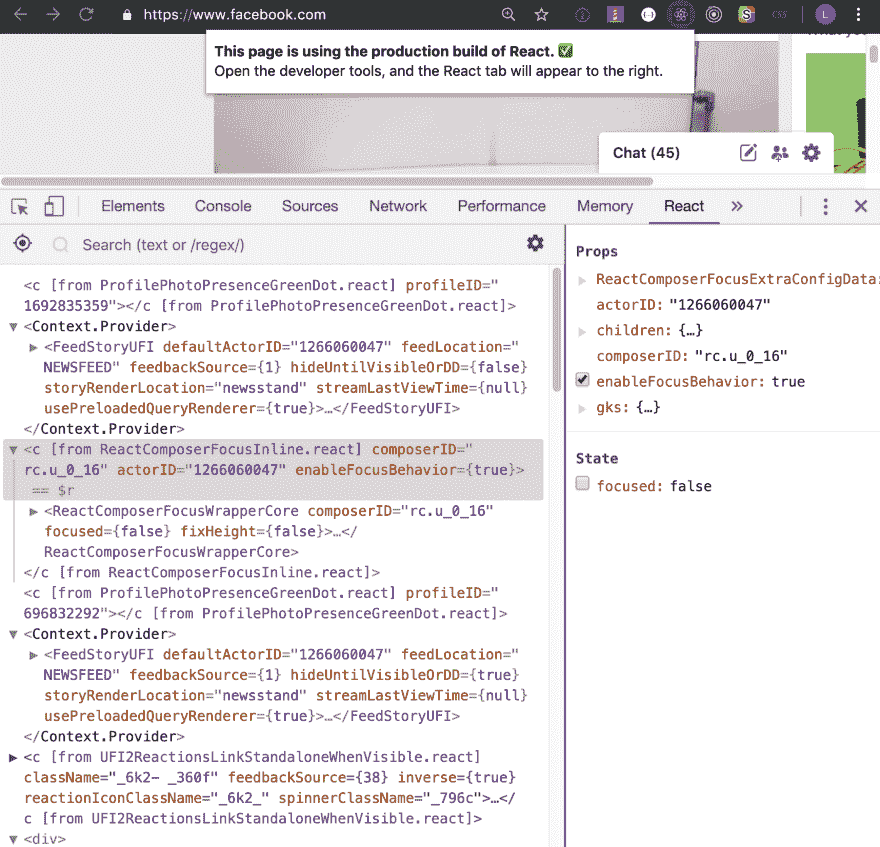 https://www.facebook.com
L
This page is using the production build of React. ✅
Open the developer tools, and the React tab will appear to the right.
Chat (45)
Elements Console Sources Network Performance Memory React »
Search (text or /regex/)
<c [from ProfilePhotoPresenceGreenDot.react] profileID="
1692835359"></c [from ProfilePhotoPresenceGreenDot.react]>
<Context.Provider>
<FeedStoryUFI defaultActorID="1266060047" feedLocation="
NEWSFEED" feedbackSource={1} hideUntilVisibleOrDD={false}
storyRenderLocation="newsstand" streamLastViewTime={null}
usePreloadedQueryRenderer={true}>…</FeedStoryUFI>
</Context.Provider>
<c [from ReactComposerFocusInline.react] composerID="
rc.u_0_16" actorID="1266060047" enableFocusBehavior={true}>
== $r
<ReactComposerFocusWrapperCore composerID="rc.u_0_16"
focused={false} fixHeight={false}>…</
ReactComposerFocusWrapperCore>
</c [from ReactComposerFocusInline.react]>
<c [from ProfilePhotoPresenceGreenDot.react] profileID="
696832292"></c [from ProfilePhotoPresenceGreenDot.react]>
<Context.Provider>
<FeedStoryUFI defaultActorID="1266060047" feedLocation="
NEWSFEED" feedbackSource={1} hideUntilVisibleOrDD={true}
storyRenderLocation="newsstand" streamLastViewTime={null}
usePreloadedQueryRenderer={true}>…</FeedStoryUFI>
</Context.Provider>
<c [from UFI2ReactionsLinkStandaloneWhenVisible.react]
className="_6k2- _360f" feedbackSource={38} inverse={true}
reactionIconClassName="_6k2_" spinnerClassName="_796c">…</
c [from UFI2ReactionsLinkStandaloneWhenVisible.react]>
<div>
Props
ReactComposerFocusExtraConfigData:
actorID: "1266060047"
children: {…}
composerID: "rc.u_0_16"
enableFocusBehavior: true
gks: {…}
State
focused: false